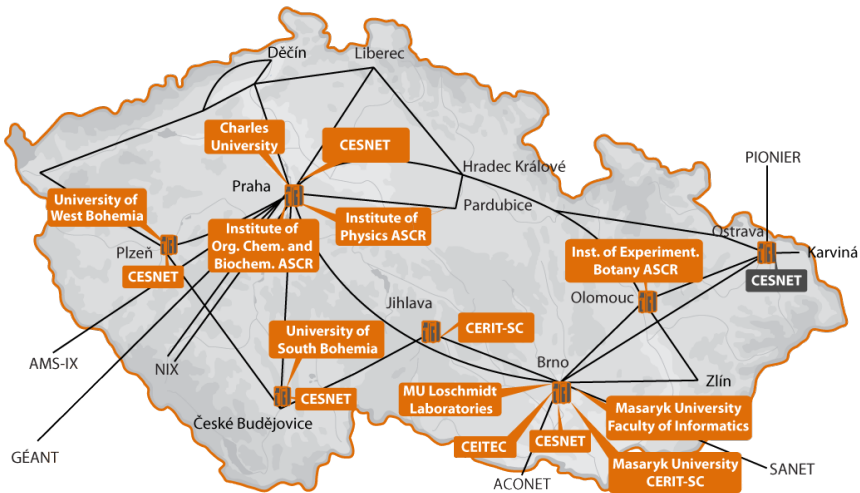 Děčín
Liberec
Charles
University
CESNET
PIONIER
Hradec Králové
Praha
University of
West Bohemia
Pardubice
Institute of
Physics ASCR
Institute of
Org. Chem. and
Biochem. ASCR
Ostrava
Karviná
Plzeň
CESNET
Inst. of Experiment.
Botany ASCR
CESNET
Olomouc
Jihlava
University of
South Bohemia
CERIT-SC
AMS-IX
NIX
Brno
Zlín
CESNET
MU Loschmidt
Laboratories
Masaryk University
Faculty of Informatics
České Budějovice
CEITEC
CESNET
GÉANT
Masaryk University
CERIT-SC
SANET
ACONET